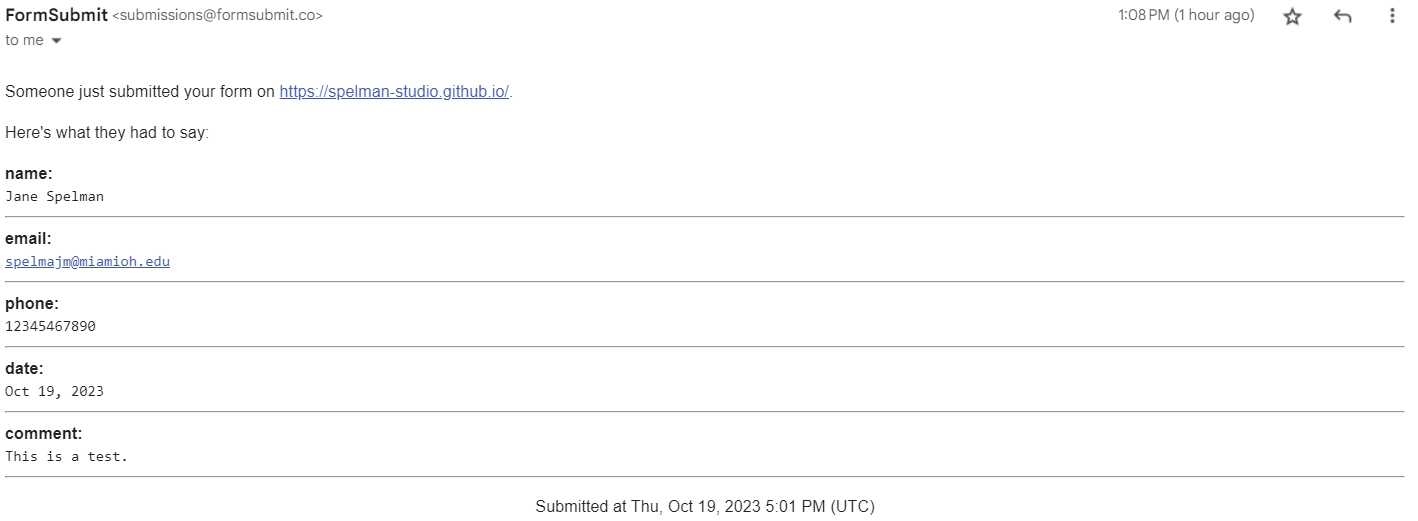 FormSubmit <submissions@formsubmit.co> 1:08 PM (1 hour ago)
to me
Someone just submitted your form on https://spelman-studio.github.io/.
Here's what they had to say:
name:
Jane Spelman
email:
spelmajm@miamioh.edu
phone:
12345467890
date:
Oct 19, 2023
comment:
This is a test.
Submitted at Thu, Oct 19, 2023 5:01 PM (UTC)